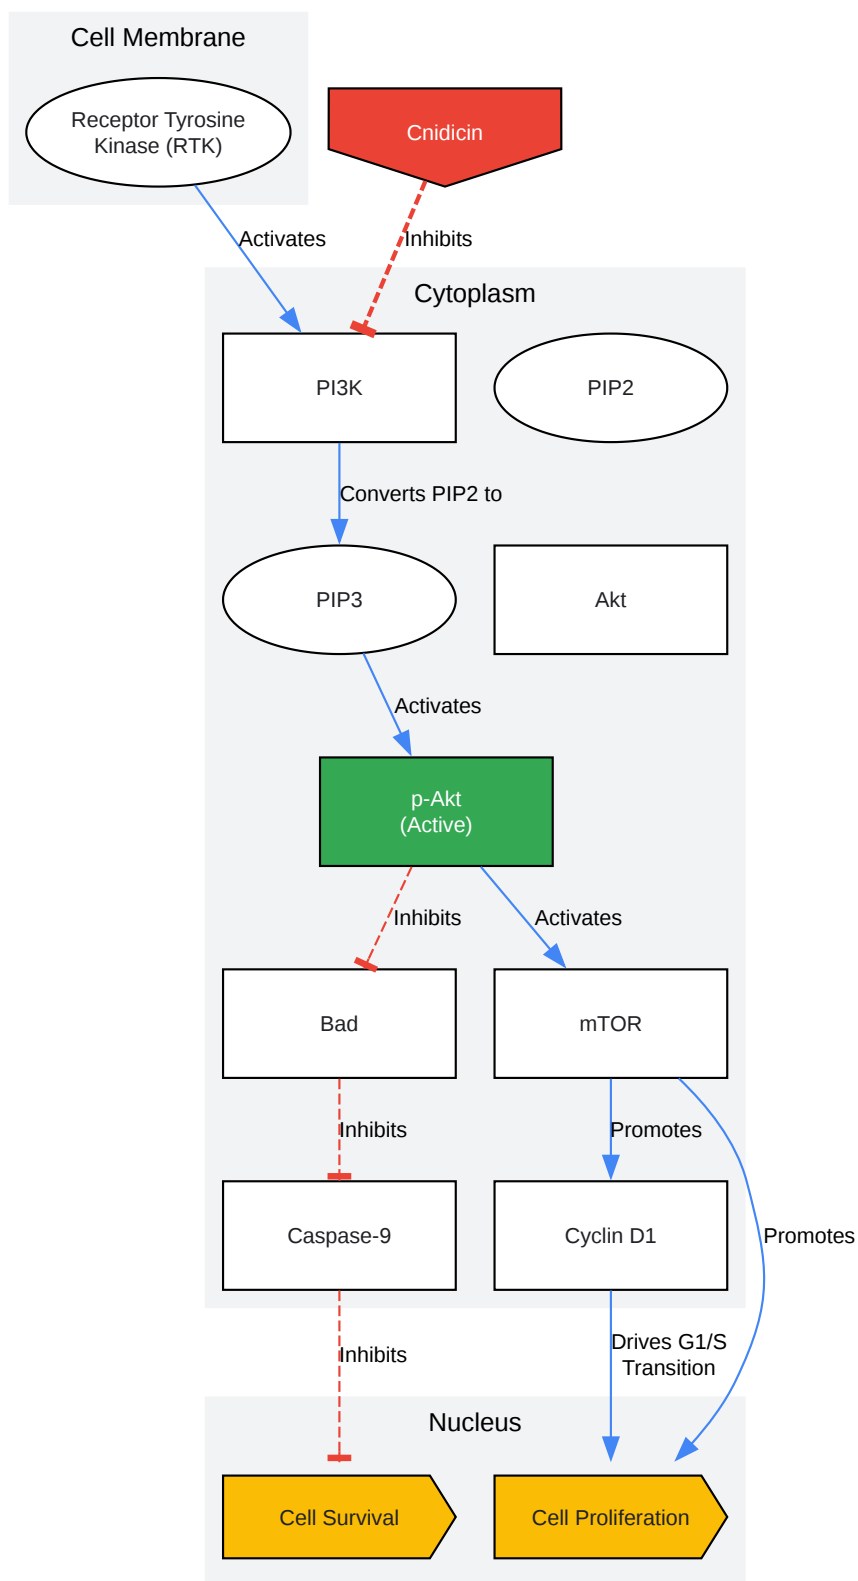 Cell Membrane
Receptor Tyrosine
Kinase (RTK)
Cnidicin
Activates
Inhibits
Cytoplasm
PI3K
PIP2
Converts PIP2 to
PIP3
Akt
Activates
p-Akt
(Active)
Inhibits
Activates
Bad
mTOR
Inhibits
Promotes
Caspase-9
Cyclin D1
Promotes
Inhibits
Drives G1/S
Transition
Nucleus
Cell Survival
Cell Proliferation